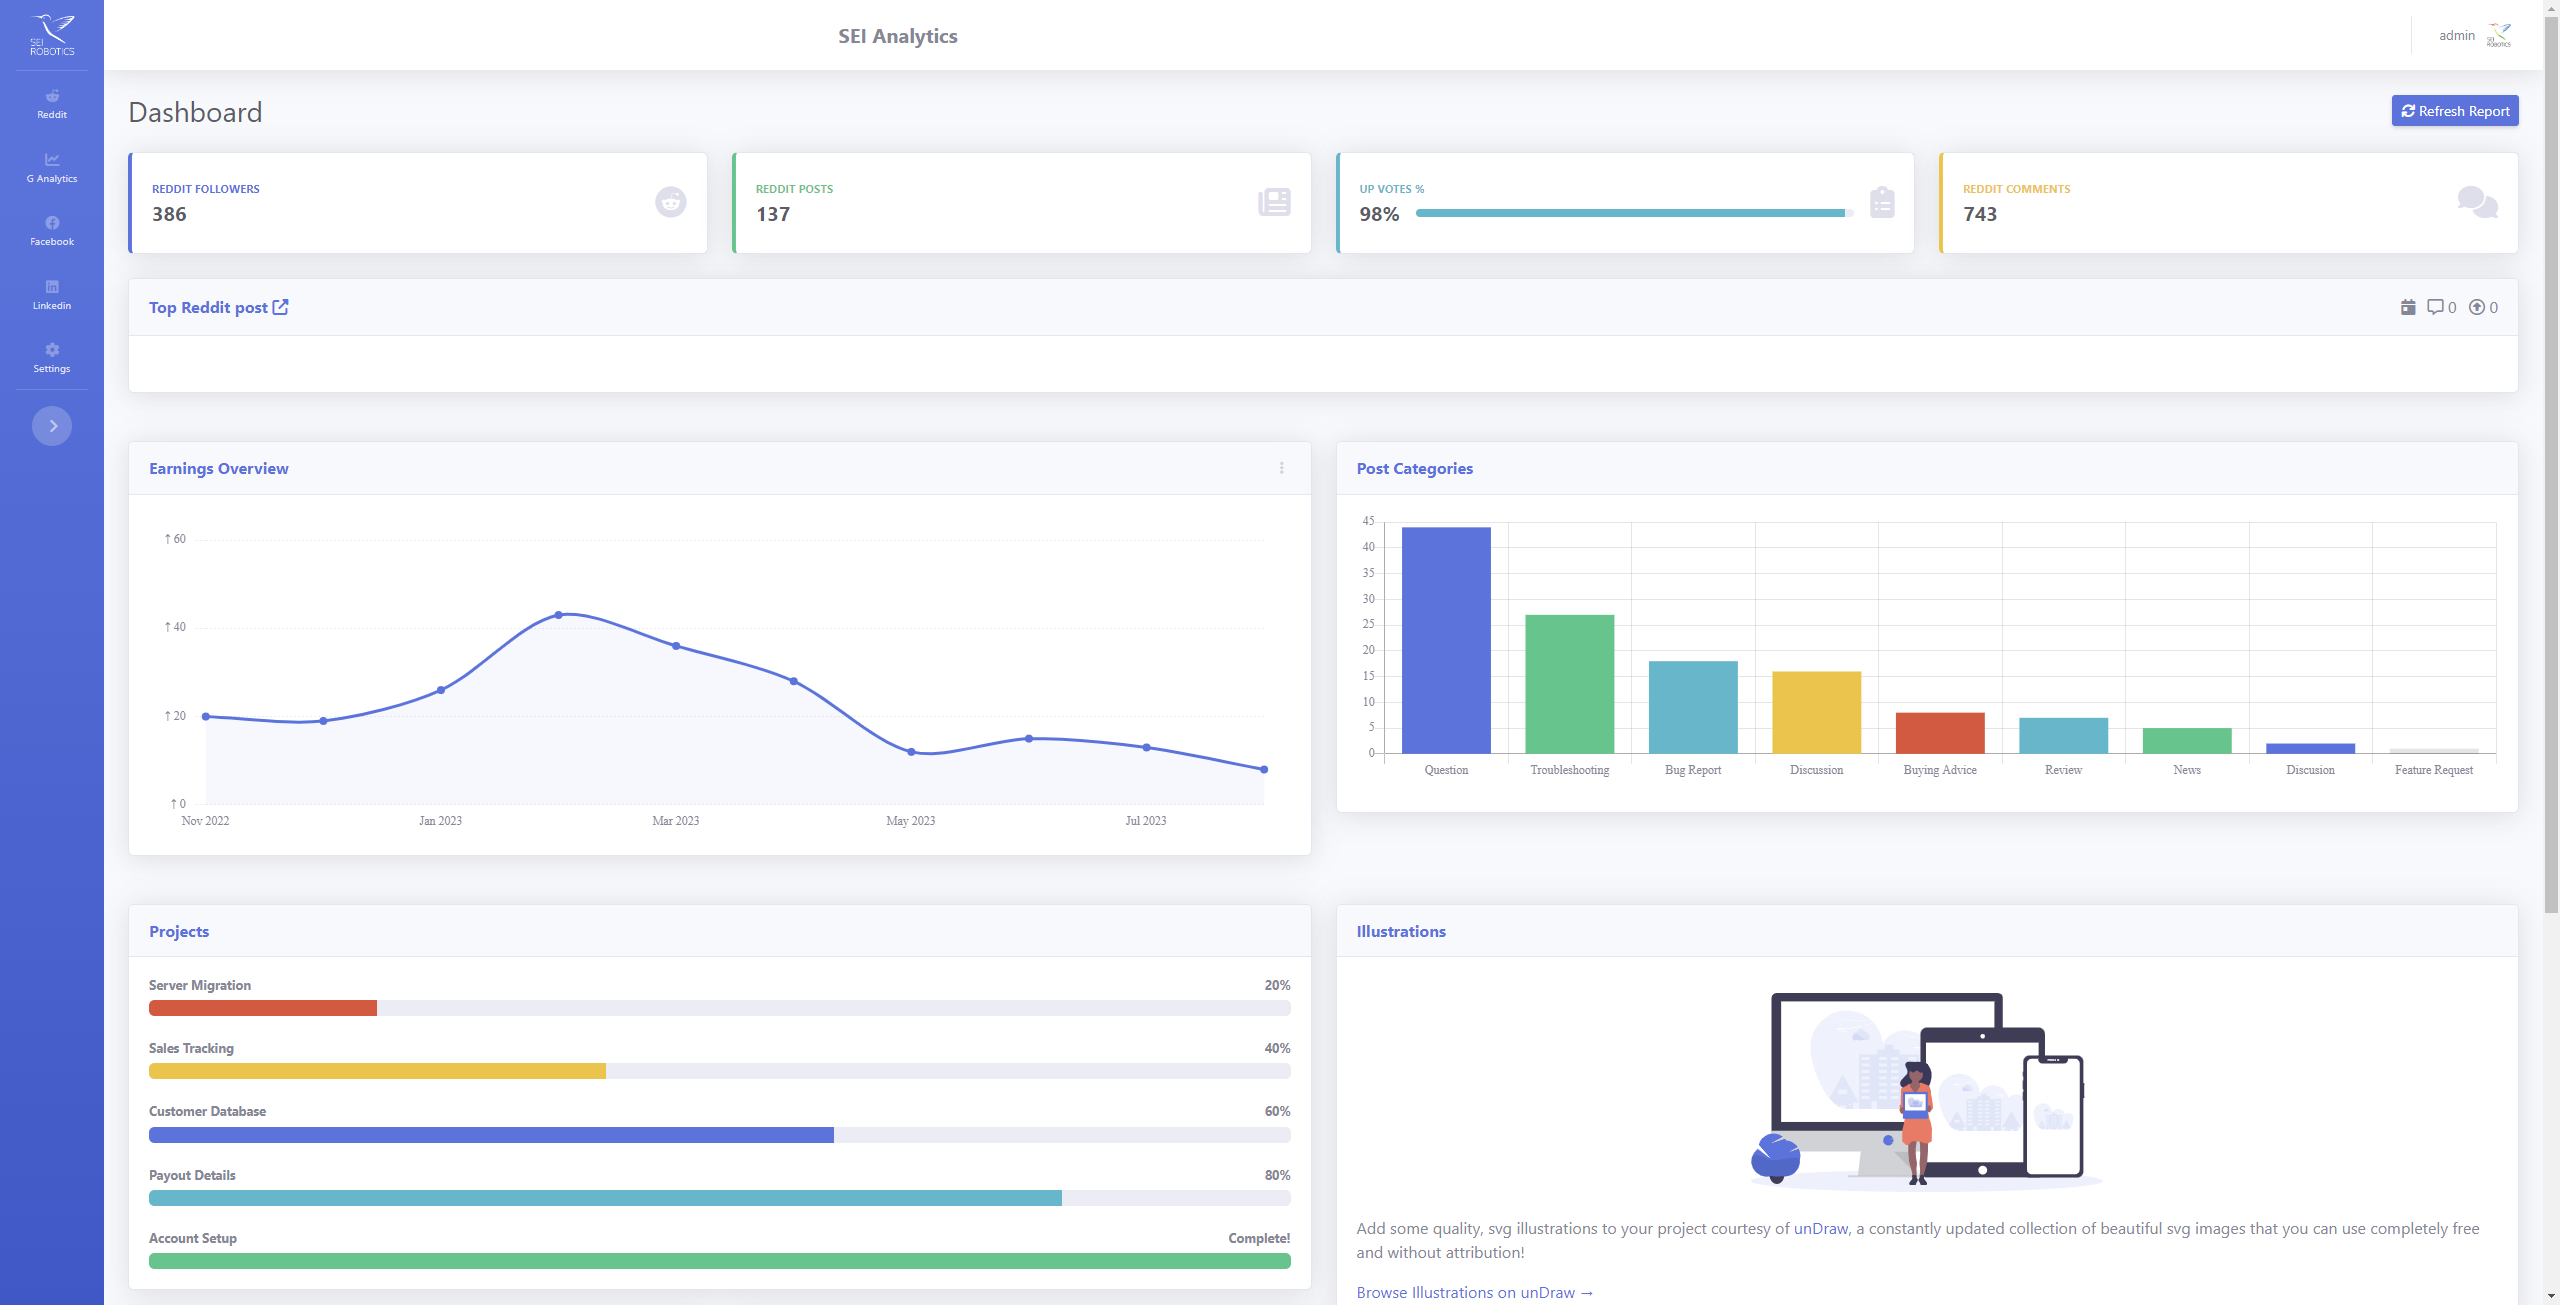 SEI
ROBOTICS
Reddit
G Analytics
Facebook
Linkedin
Settings
SEI Analytics
admin
SEI
ROBOTICS
Dashboard
Refresh Report
REDDIT FOLLOWERS
386
REDDIT POSTS
137
UP VOTES %
98%
REDDIT COMMENTS
743
Top Reddit post
0
0
Earnings Overview
↑ 60
↑ 40
↑ 20
↑ 0
Nov 2022
Jan 2023
Mar 2023
May 2023
Jul 2023
Post Categories
45
40
35
30
25
20
15
10
5
0
Question
Troubleshooting
Bug Report
Discussion
Buying Advice
Review
News
Discusion
Feature Request
Projects
Server Migration 20%
Sales Tracking 40%
Customer Database 60%
Payout Details 80%
Account Setup Complete!
Illustrations
Add some quality, svg illustrations to your project courtesy of unDraw, a constantly updated collection of beautiful svg images that you can use completely free
and without attribution!
Browse Illustrations on unDraw →